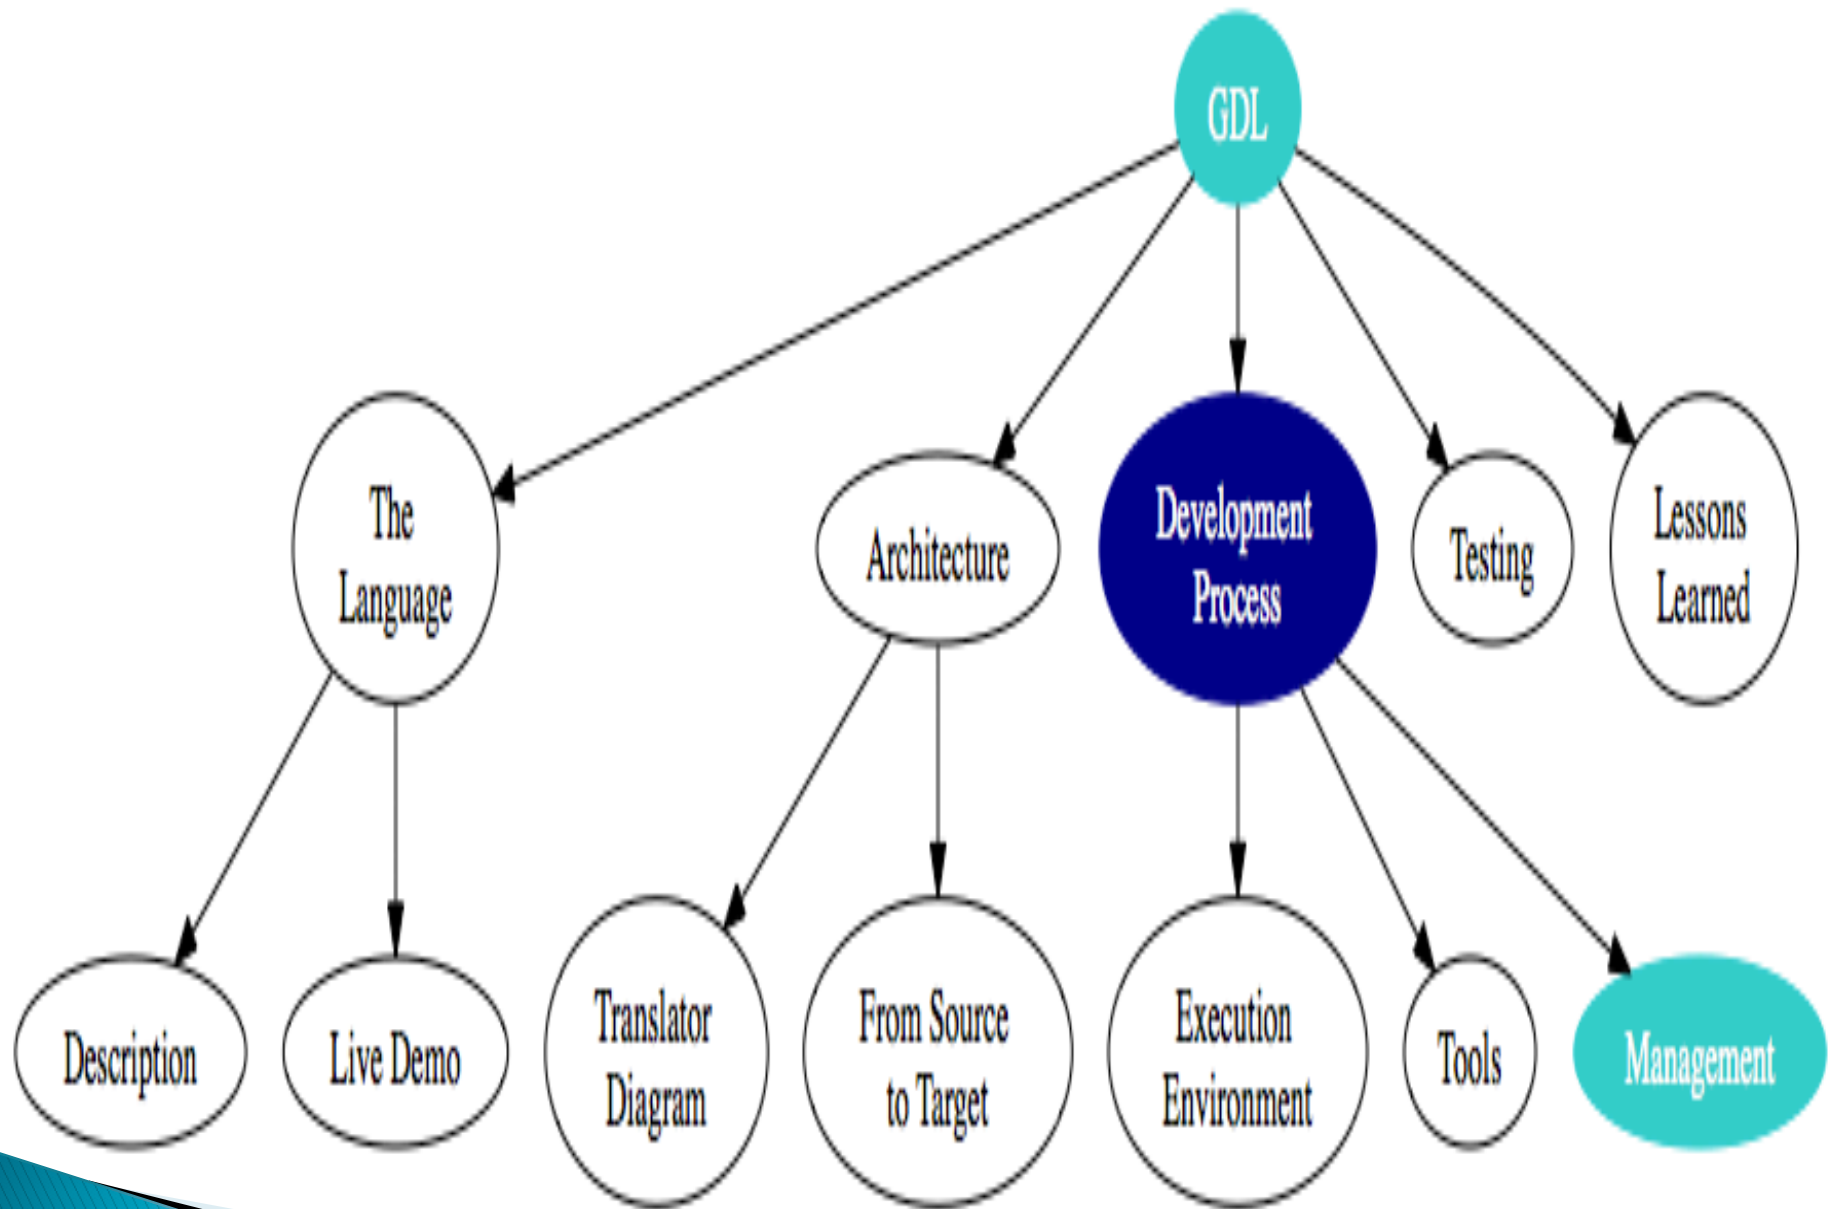 GDL
The
Language
Architecture
Development
Process
Testing
Lessons
Learned
Description
Live Demo
Translator
Diagram
From Source
to Target
Execution
Environment
Tools
Management